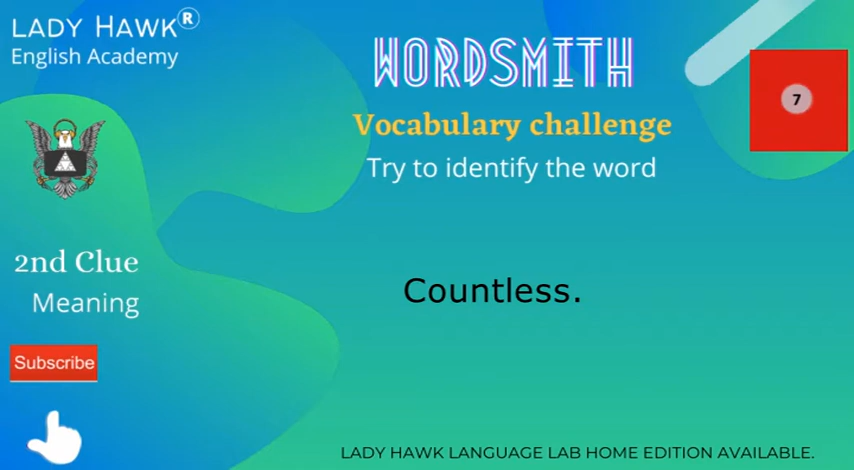 LADY HAWK®
English Academy
WORDSMITH
Vocabulary challenge
Try to identify the word
7
2nd Clue
Meaning
Countless.
Subscribe
LADY HAWK LANGUAGE LAB HOME EDITION AVAILABLE.